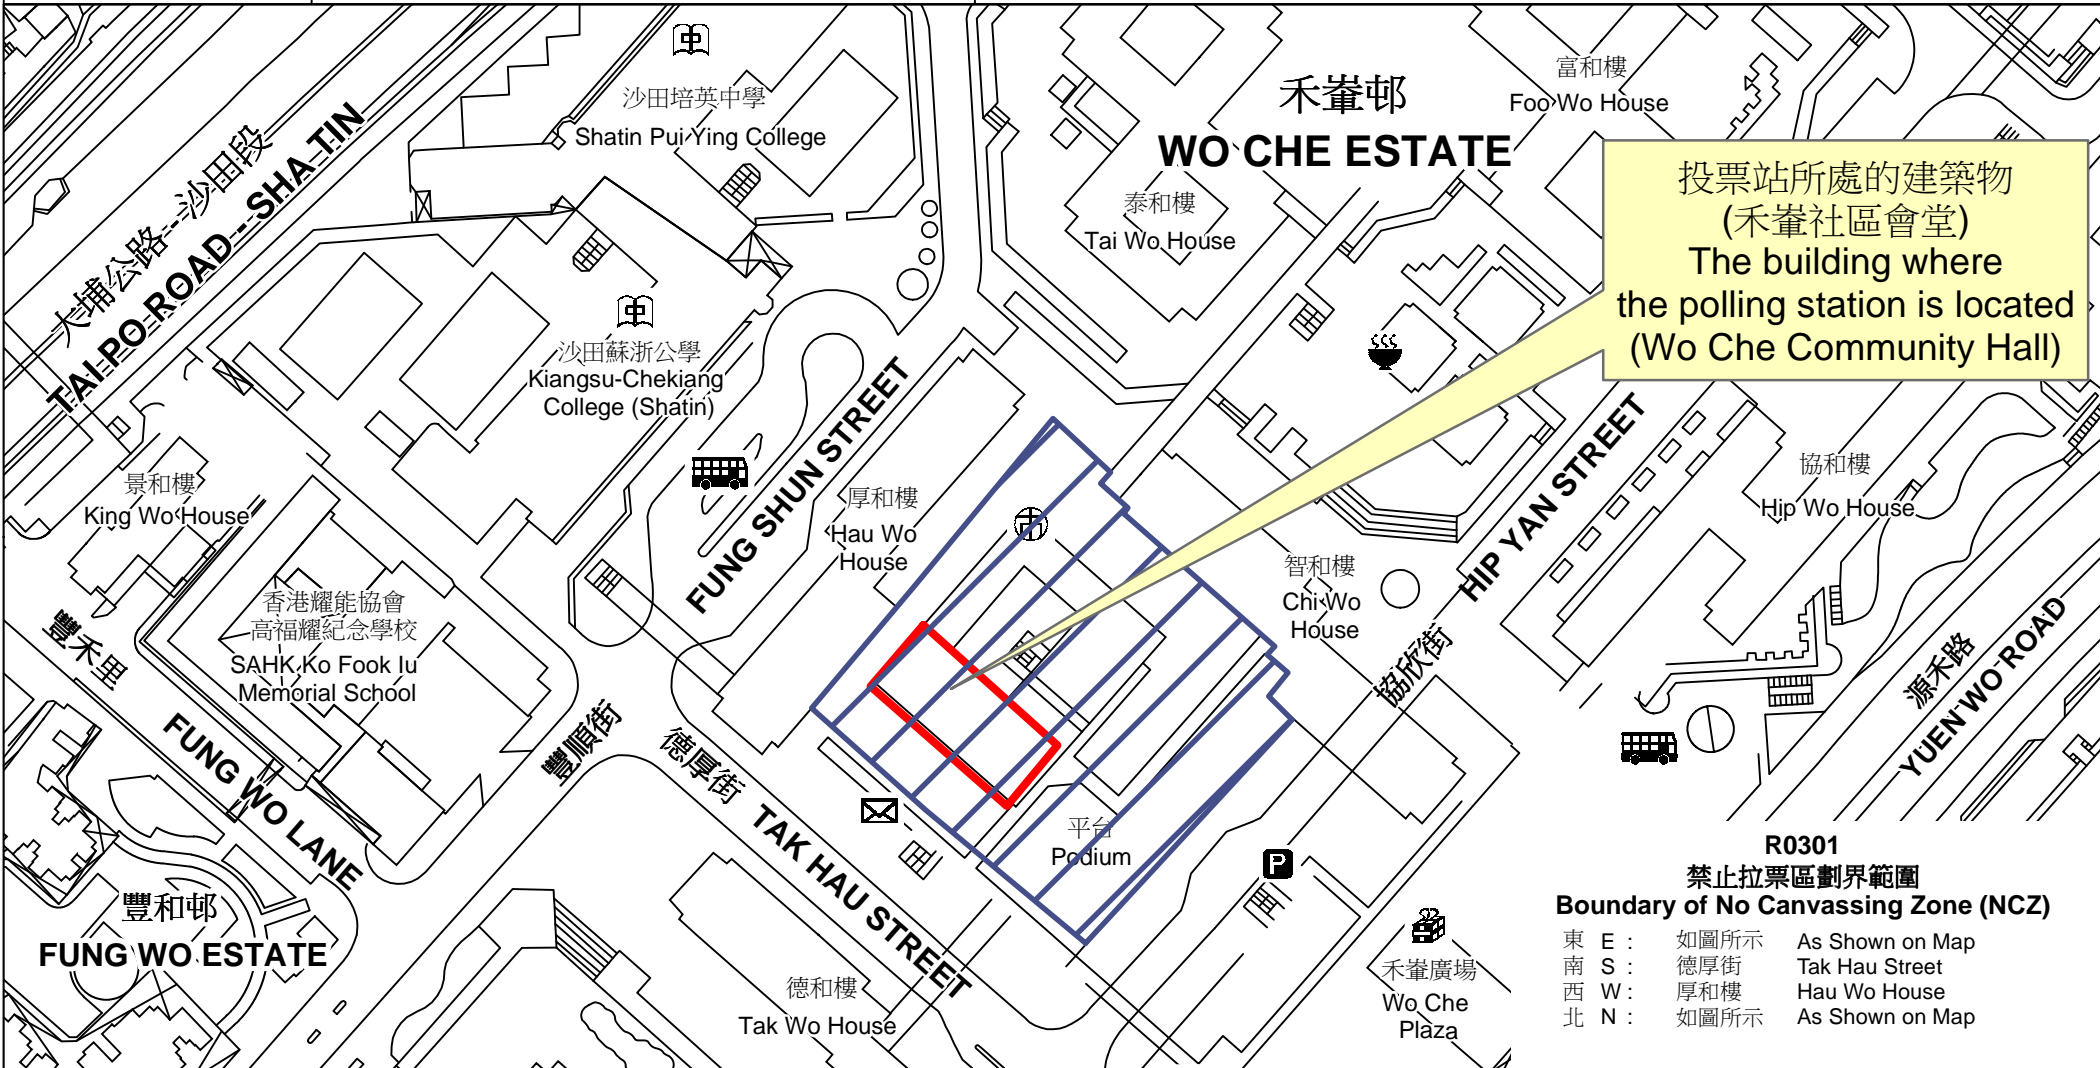 沙田培英中學
Shatin Pui Ying College
禾輋邨
WO CHE ESTATE
富和樓
Foo Wo House
大埔公路 - 沙田段
TAI PO ROAD - SHA TIN
泰和樓
Tai Wo House
投票站所處的建築物
(禾輋社區會堂)
The building where
the polling station is located
(Wo Che Community Hall)
沙田蘇浙公學
Kiangsu-Chekiang
College (Shatin)
FUNG SHUN STREET
景和樓
King Wo House
厚和樓
Hau Wo
House
協和樓
Hip Wo House
HIP YAN STREET
智和樓
Chi Wo
House
香港耀能協會
高福耀紀念學校
SAHK Ko Fook Iu
Memorial School
豐禾里
FUNG WO LANE
豐順街
德厚街
TAK HAU STREET
協欣街
源禾路
YUEN WO ROAD
平台
Podium
P
豐和邨
FUNG WO ESTATE
德和樓
Tak Wo House
禾輋廣場
Wo Che
Plaza
R0301
禁止拉票區劃界範圍
Boundary of No Canvassing Zone (NCZ)
東 E : 如圖所示 As Shown on Map
南 S : 德厚街 Tak Hau Street
西 W : 厚和樓 Hau Wo House
北 N : 如圖所示 As Shown on Map